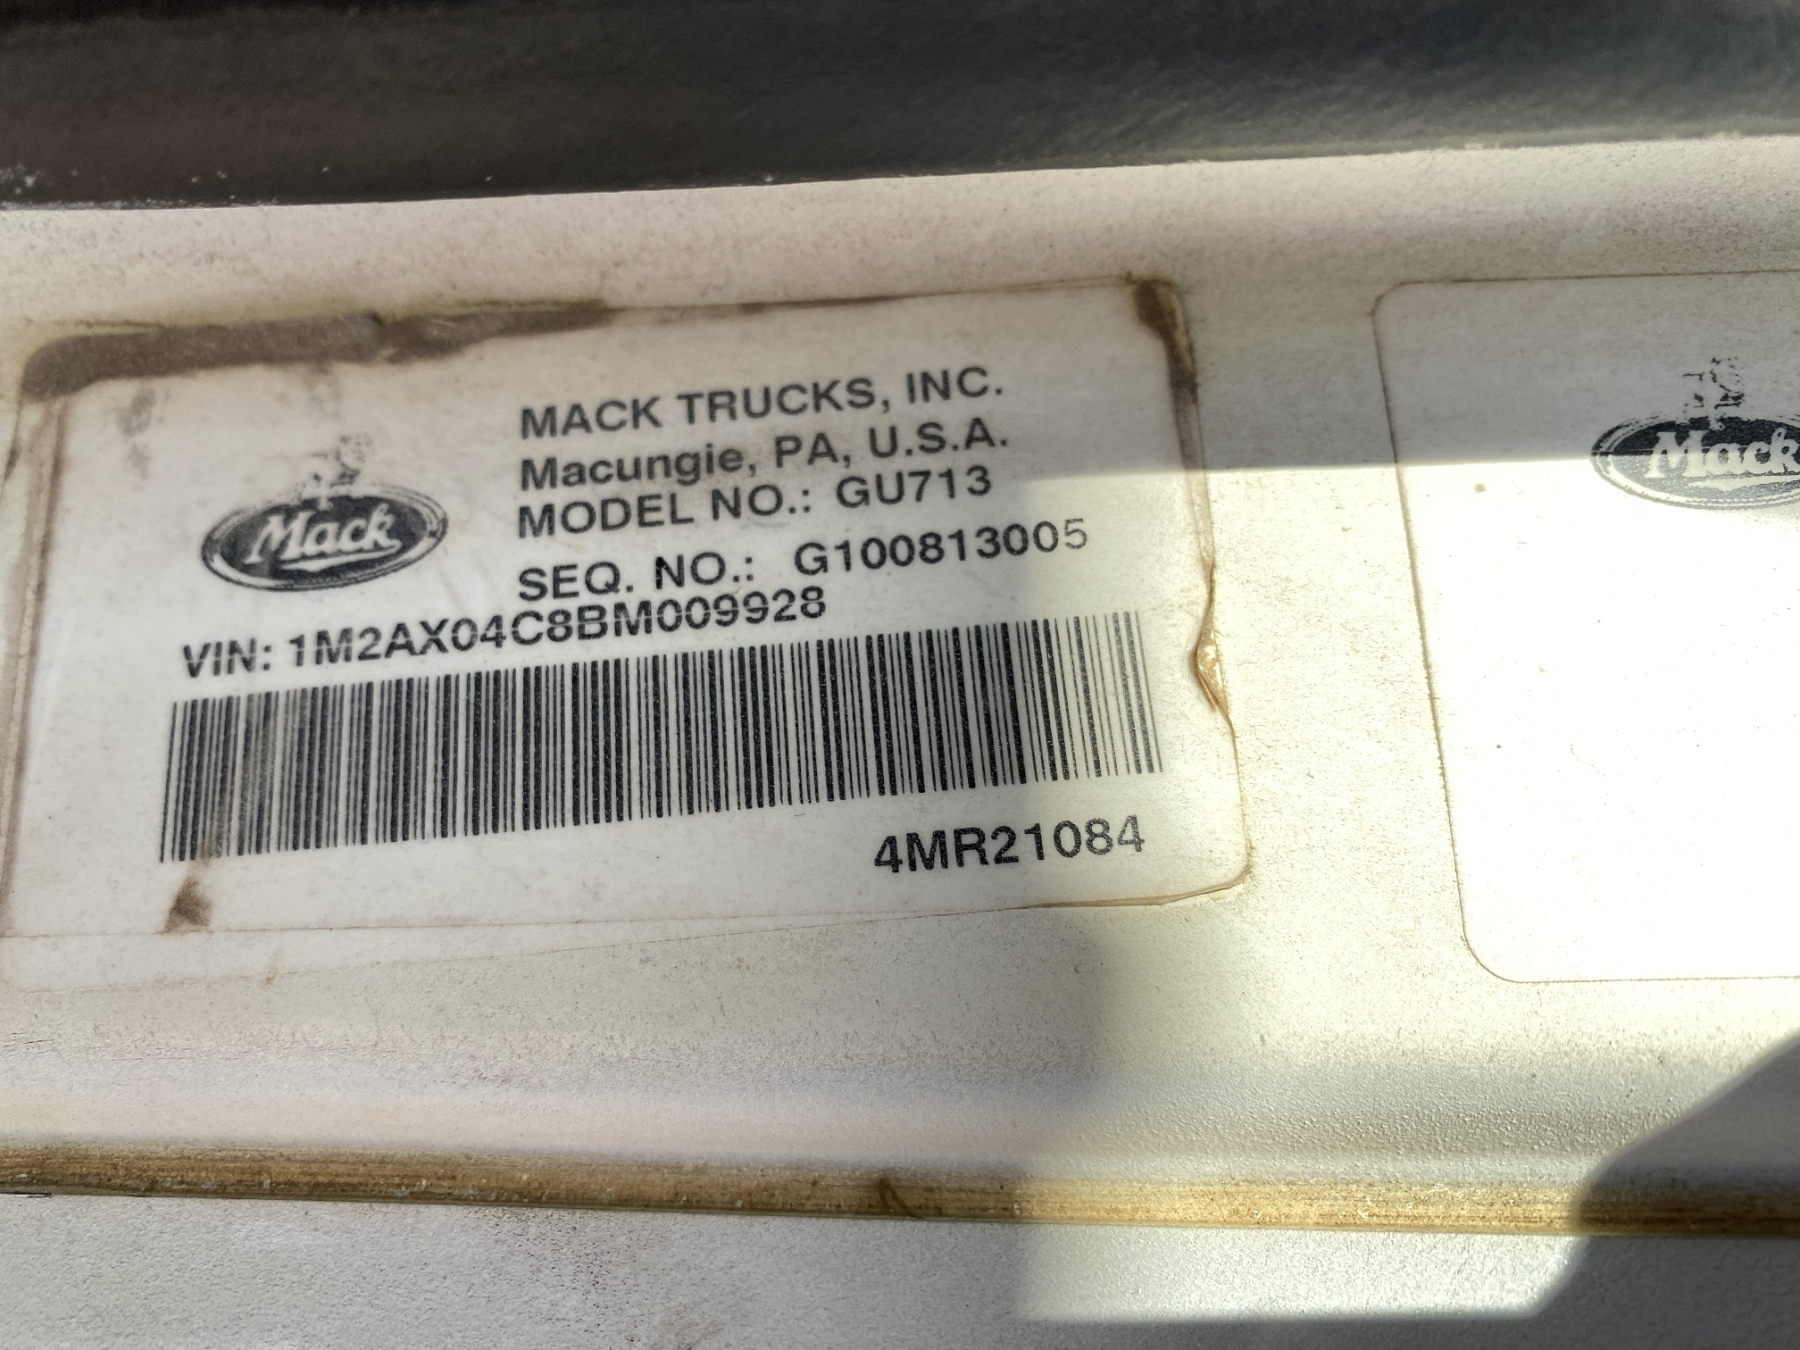 MACK TRUCKS, INC.
Macungie, PA, U.S.A.
MODEL NO.: GU713
SEQ. NO.: G100813005
VIN: 1M2AX04C8BM009928
4MR21084
Mack
Mack